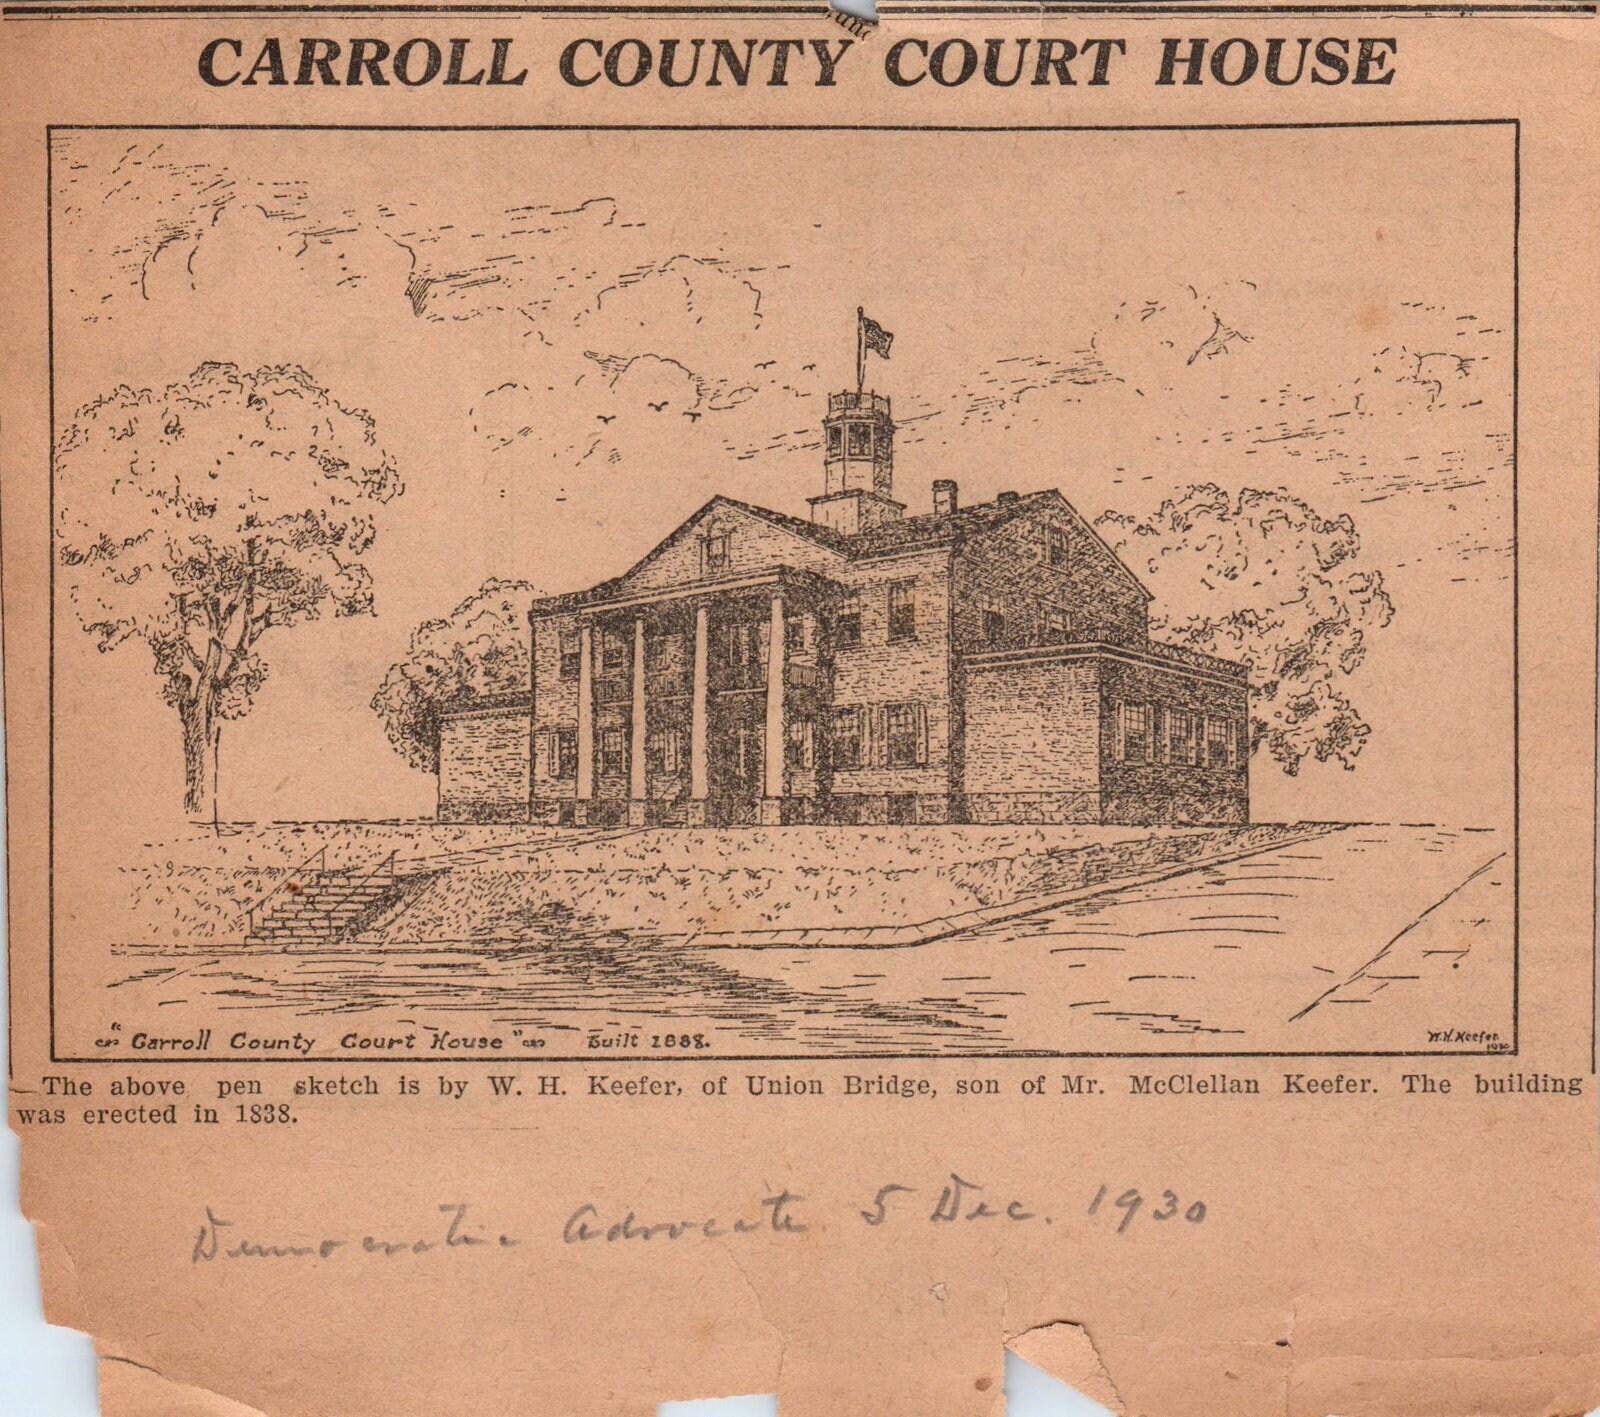 CARROLL COUNTY COURT HOUSE
"Carroll County Court House" Built 1838.
W. H. Keefer.
1930
The above pen sketch is by W. H. Keefer, of Union Bridge, son of Mr. McClellan Keefer. The building
was erected in 1838.
Democratic Advocate 5 Dec. 1930